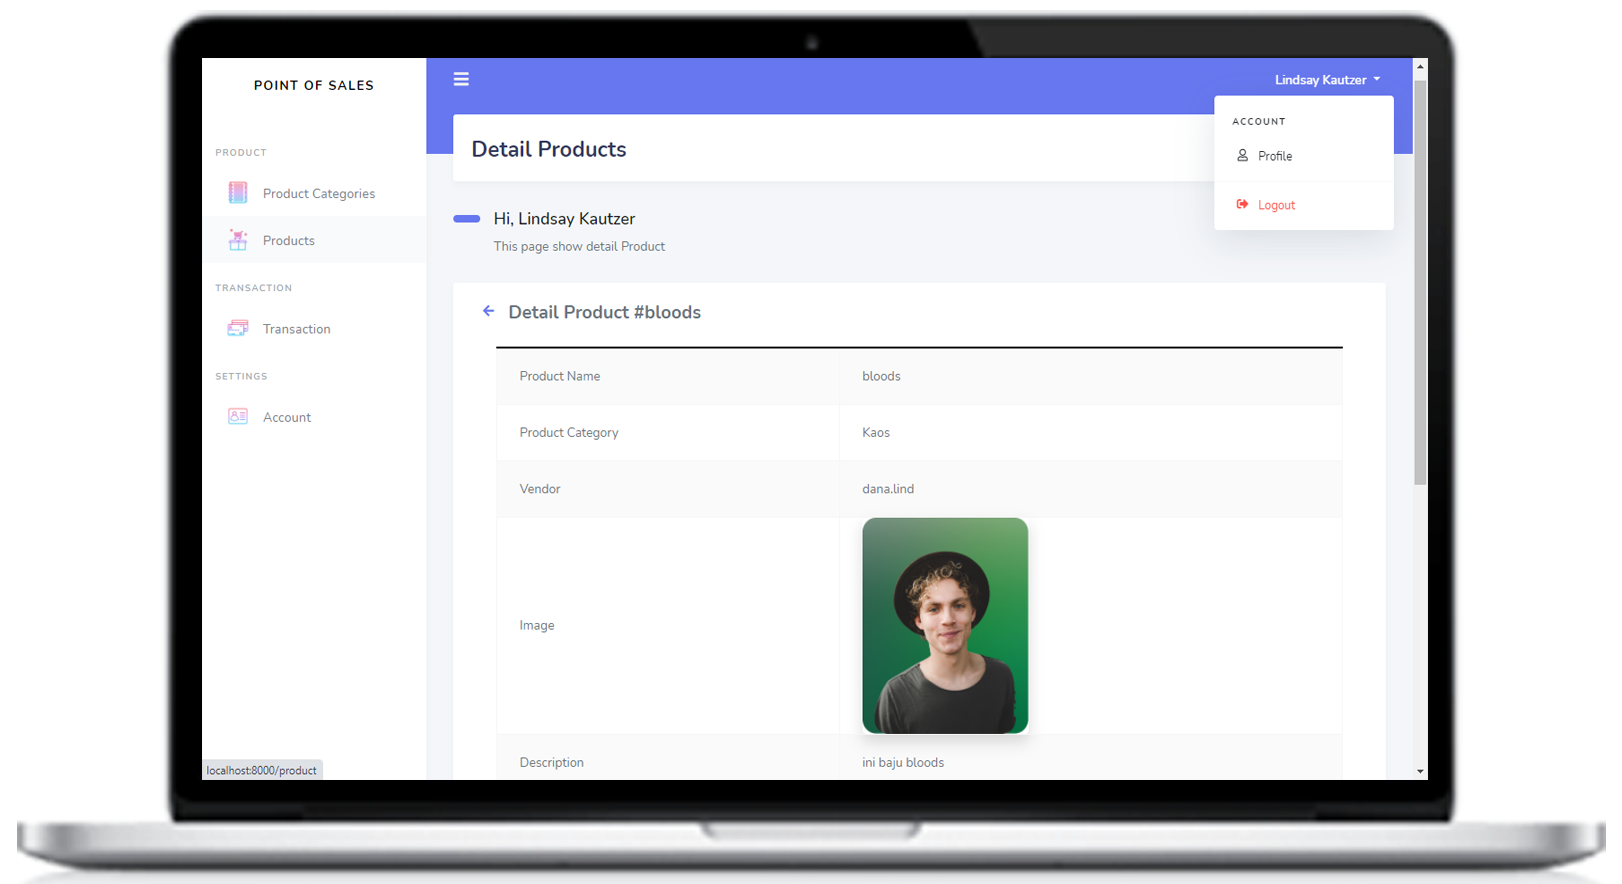 POINT OF SALES
Lindsay Kautzer
ACCOUNT
Profile
Logout
PRODUCT
Product Categories
Products
TRANSACTION
Transaction
SETTINGS
Account
Detail Products
Hi, Lindsay Kautzer
This page show detail Product
Detail Product #bloods
Product Name bloods
Product Category Kaos
Vendor dana.lind
Image
Description ini baju bloods
localhost:8000/product